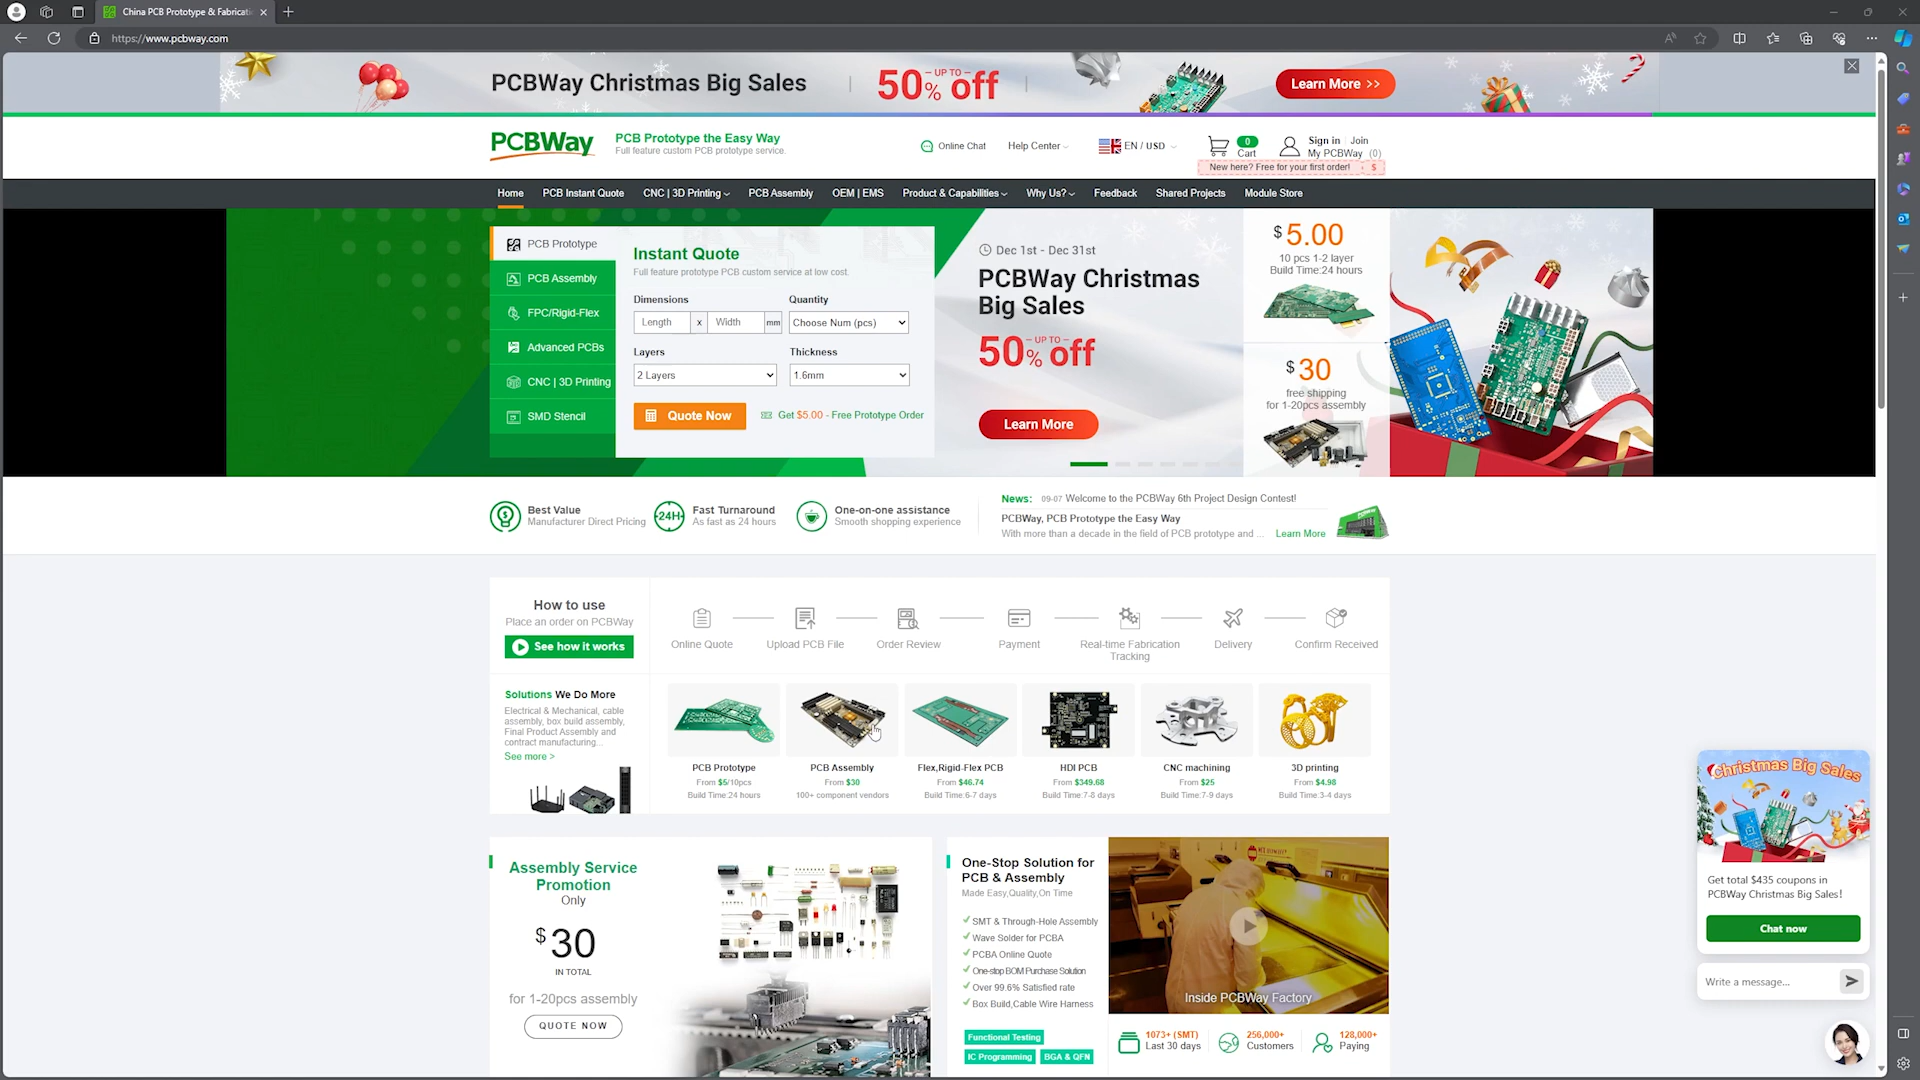 China PCB Prototype & Fabricati
https://www.pcbway.com
PCBWay Christmas Big Sales
UP TO
50% off
Learn More >>
PCBWay
PCB Prototype the Easy Way
Full feature custom PCB prototype service.
Online Chat
Help Center
EN / USD
0
Cart
Sign in
Join
My PCBWay (0)
New here? Free for your first order!
$
Home
PCB Instant Quote
CNC | 3D Printing
PCB Assembly
OEM | EMS
Product & Capabilities
Why Us?
Feedback
Shared Projects
Module Store
PCB Prototype
PCB Assembly
FPC/Rigid-Flex
Advanced PCBs
CNC | 3D Printing
SMD Stencil
Instant Quote
Full feature prototype PCB custom service at low cost.
Dimensions
Quantity
Length
x
Width
mm
Choose Num (pcs)
Layers
Thickness
2 Layers
1.6mm
Quote Now
Get $5.00 - Free Prototype Order
Dec 1st - Dec 31st
PCBWay Christmas
Big Sales
UP TO
50% off
Learn More
$5.00
10 pcs 1-2 layer
Build Time:24 hours
$30
free shipping
for 1-20pcs assembly
Best Value
Manufacturer Direct Pricing
24H
Fast Turnaround
As fast as 24 hours
One-on-one assistance
Smooth shopping experience
News:
09-07 Welcome to the PCBWay 6th Project Design Contest!
PCBWay, PCB Prototype the Easy Way
With more than a decade in the field of PCB prototype and ...
Learn More
How to use
Place an order on PCBWay
See how it works
Online Quote
Upload PCB File
Order Review
Payment
Real-time Fabrication
Tracking
Delivery
Confirm Received
Solutions We Do More
Electrical & Mechanical, cable
assembly, box build assembly,
Final Product Assembly and
contract manufacturing...
See more >
PCB Prototype
From $5/10pcs
Build Time:24 hours
PCB Assembly
From $30
100+ component vendors
Flex,Rigid-Flex PCB
From $46.74
Build Time:6-7 days
HDI PCB
From $349.68
Build Time:7-8 days
CNC machining
From $25
Build Time:7-9 days
3D printing
From $4.98
Build Time:3-4 days
Assembly Service
Promotion
Only
$30
IN TOTAL
for 1-20pcs assembly
QUOTE NOW
One-Stop Solution for
PCB & Assembly
Made Easy,Quality,On Time
SMT & Through-Hole Assembly
Wave Solder for PCBA
PCBA Online Quote
One-stop BOM Purchase Solution
Over 99.6% Satisfied rate
Box Build,Cable Wire Harness
Functional Testing
IC Programming
BGA & QFN
Inside PCBWay Factory
1073+ (SMT)
Last 30 days
256,000+
Customers
128,000+
Paying
Christmas Big Sales
Get total $435 coupons in
PCBWay Christmas Big Sales!
Chat now
Write a message...